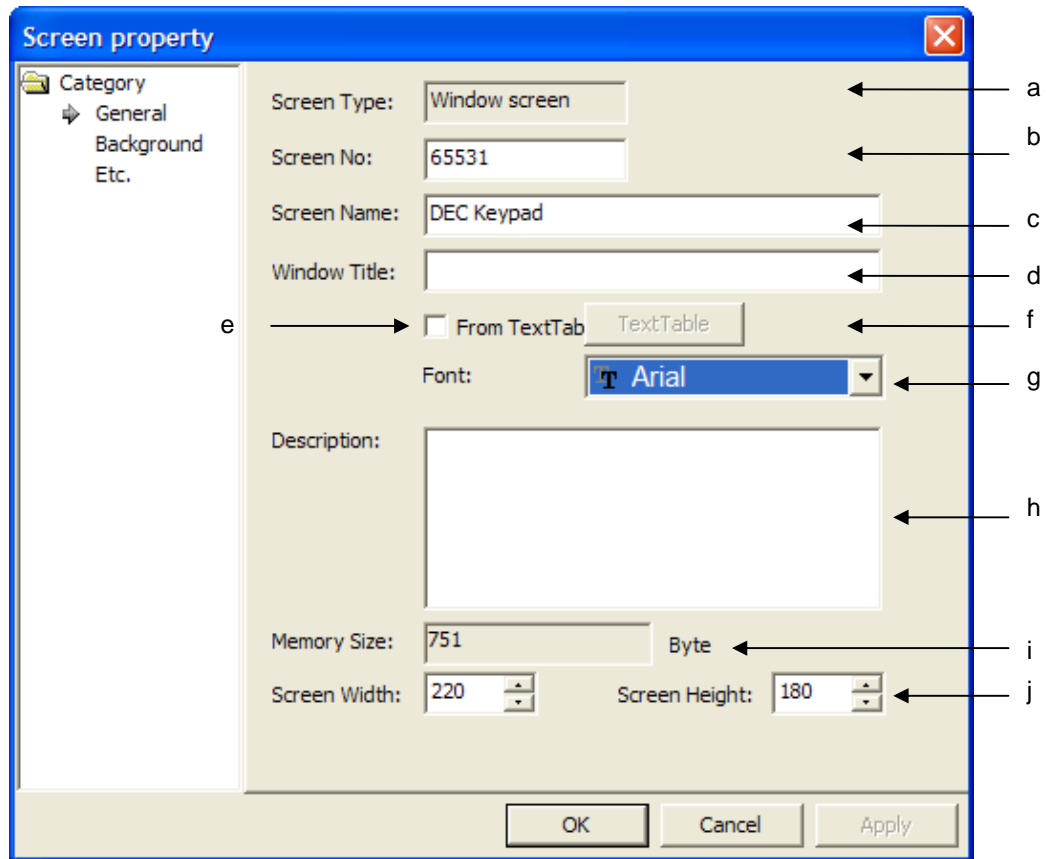 Screen property
Category
General
Background
Etc.
Screen Type: Window screen a
Screen No: 65531 b
Screen Name: DEC Keypad c
Window Title: d
e From TextTab TextTable f
Font: Arial g
Description: h
Memory Size: 751 Byte i
Screen Width: 220 Screen Height: 180 j
OK Cancel Apply